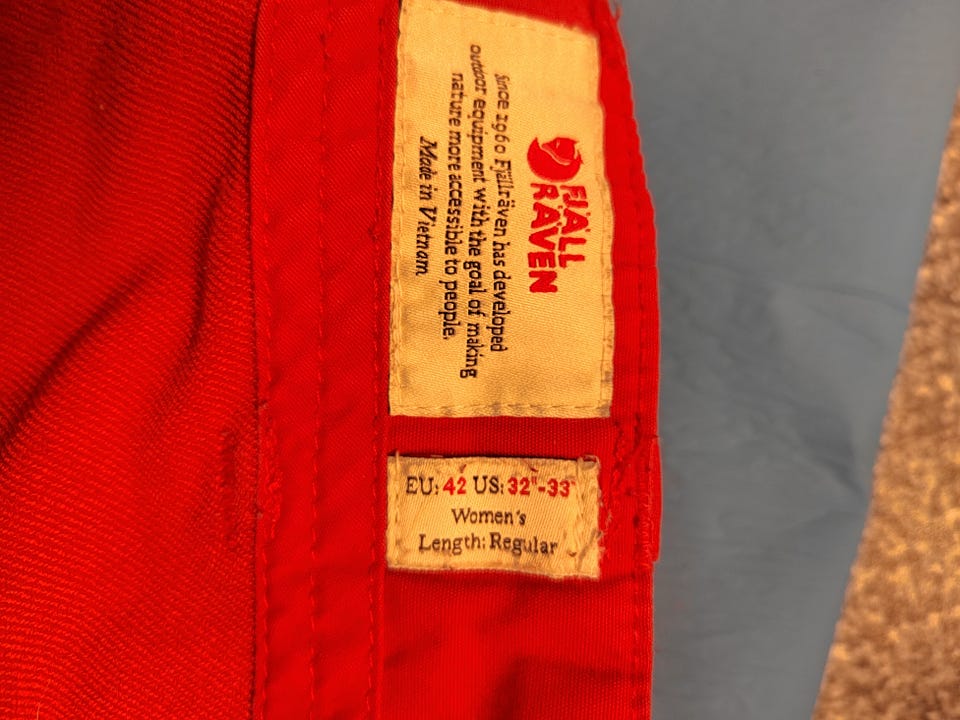 FJÄLL
RÄVEN
Since 1960 Fjällräven has developed
outdoor equipment with the goal of making
nature more accessible to people.
Made in Vietnam
EU: 42 US: 32"-33"
Women's
Length: Regular